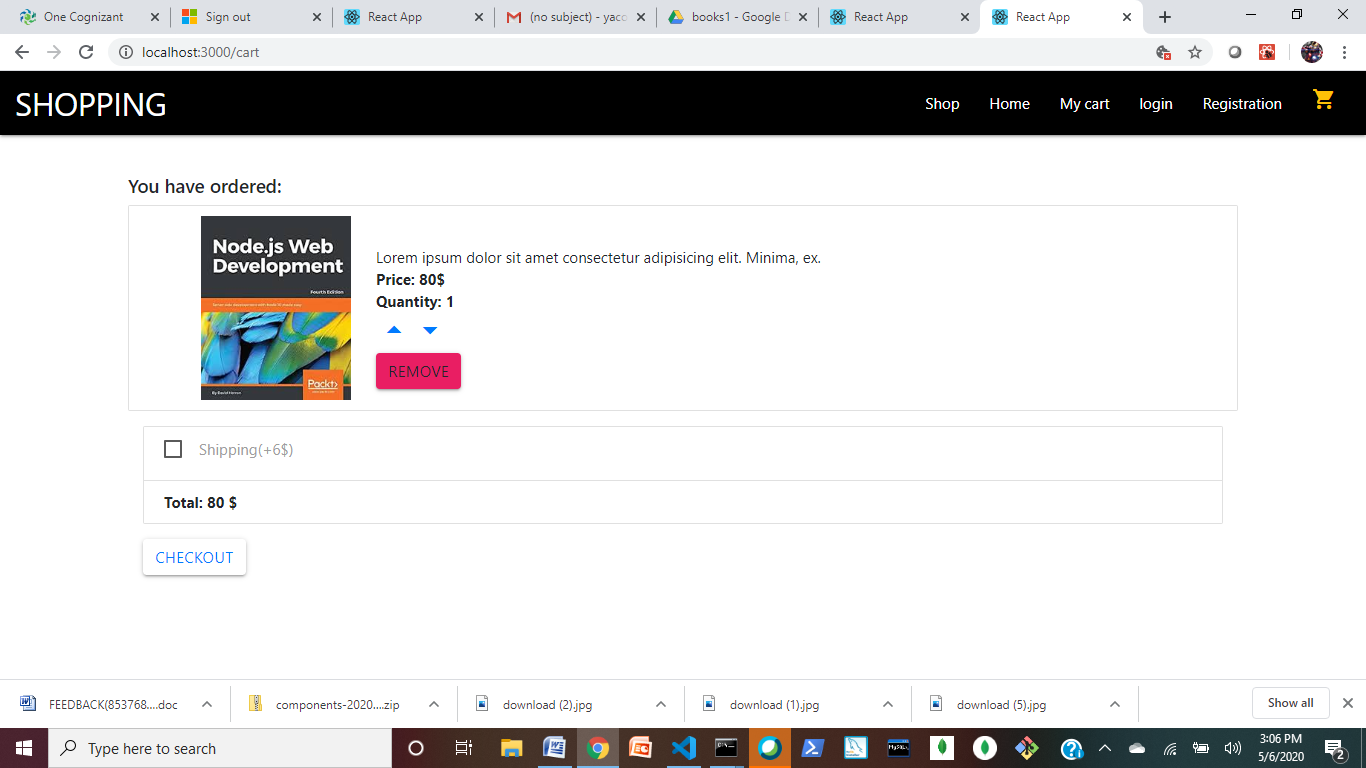 One Cognizant
Sign out
React App
(no subject) - yaco
books1 - Google D
React App
React App
localhost:3000/cart
SHOPPING
Shop
Home
My cart
login
Registration
You have ordered:
Node.js Web
Development
Fourth Edition
Packt>
Lorem ipsum dolor sit amet consectetur adipisicing elit. Minima, ex.
Price: 80$
Quantity: 1
REMOVE
Shipping(+6$)
Total: 80 $
CHECKOUT
FEEDBACK(853768....doc
components-2020....zip
download (2).jpg
download (1).jpg
download (5).jpg
Show all
Type here to search
3:06 PM
5/6/2020
2